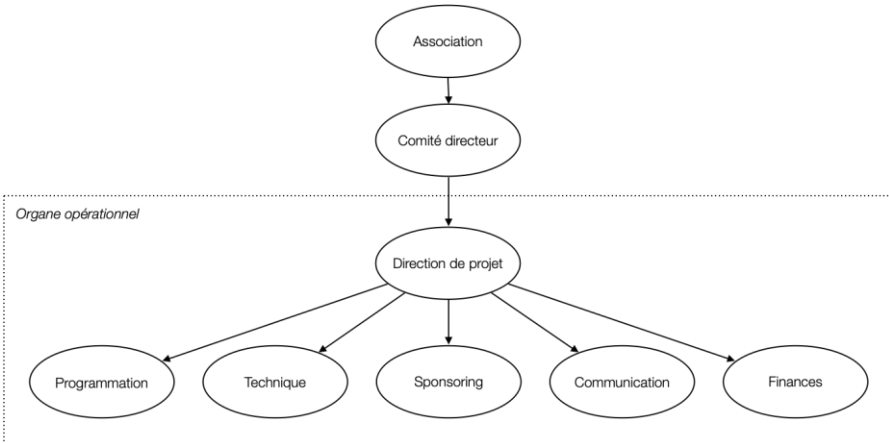 Association
Comité directeur
Organe opérationnel
Direction de projet
Programmation
Technique
Sponsoring
Communication
Finances